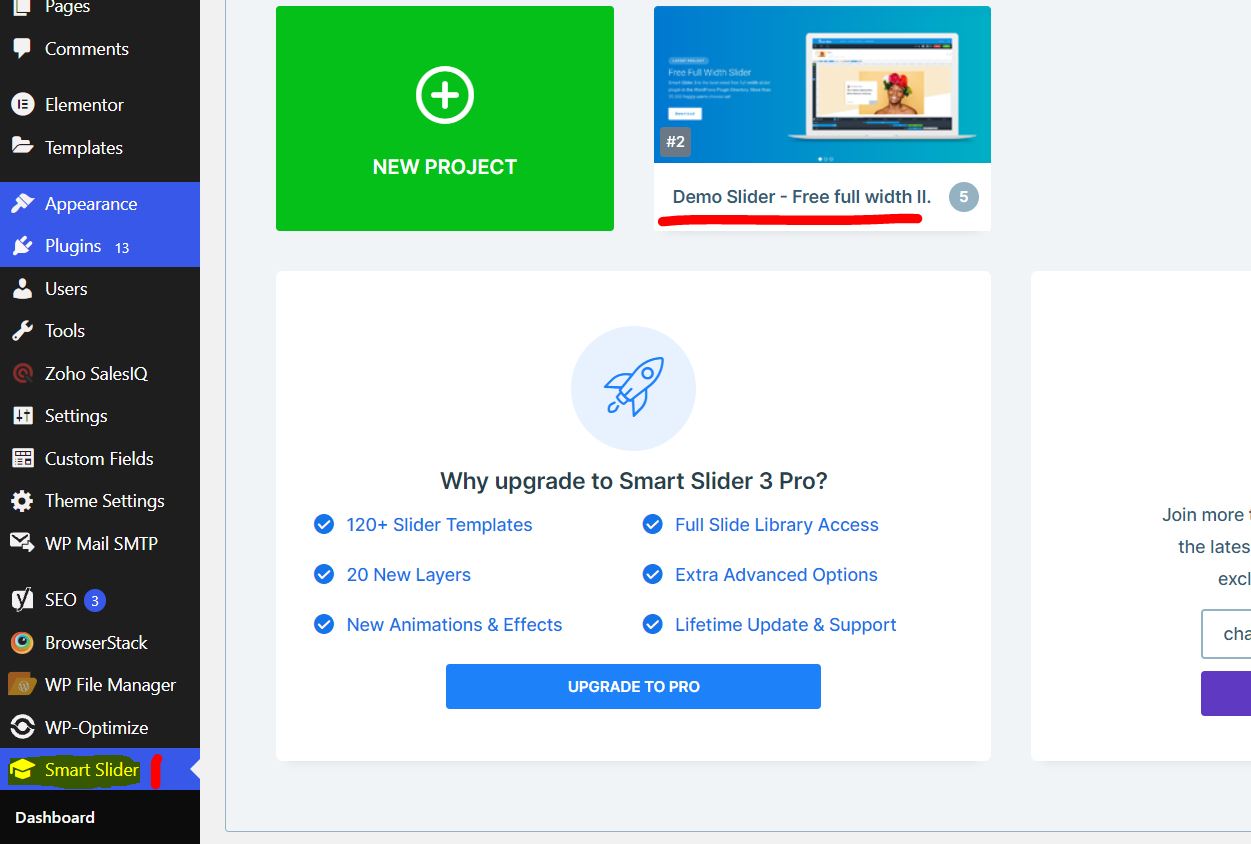 Pages
Comments
Elementor
Templates
Appearance
Plugins 13
Users
Tools
Zoho SalesIQ
Settings
Custom Fields
Theme Settings
WP Mail SMTP
SEO 3
BrowserStack
WP File Manager
WP-Optimize
Smart Slider
Dashboard
NEW PROJECT
Free Full Width Slider
#2
Demo Slider - Free full width II. 5
Why upgrade to Smart Slider 3 Pro?
120+ Slider Templates
Full Slide Library Access
20 New Layers
Extra Advanced Options
New Animations & Effects
Lifetime Update & Support
UPGRADE TO PRO
Join more
the lates
excl
cha